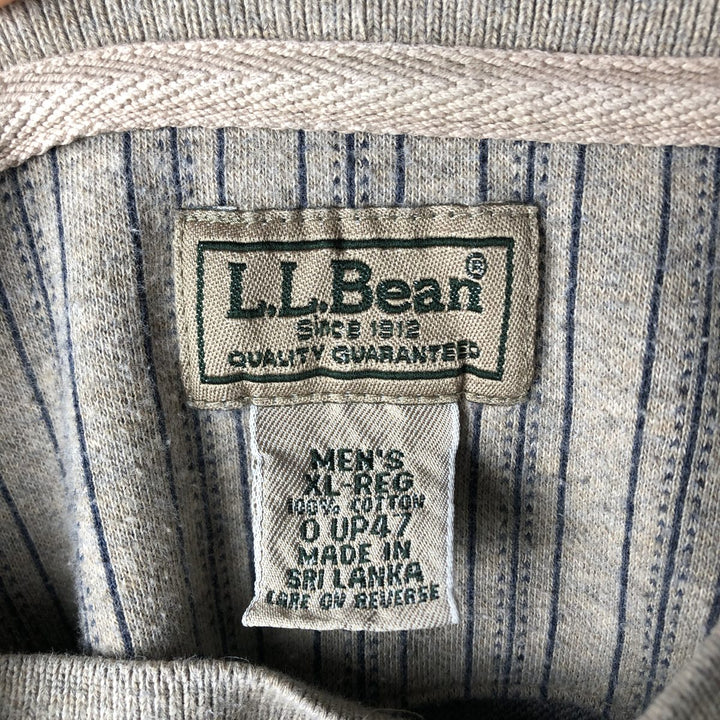 L.L.Bean®
SINCE 1912
QUALITY GUARANTEED
MEN'S
XL-REG
100% COTTON
0 UP47
MADE IN
SRI LANKA
CARE ON REVERSE